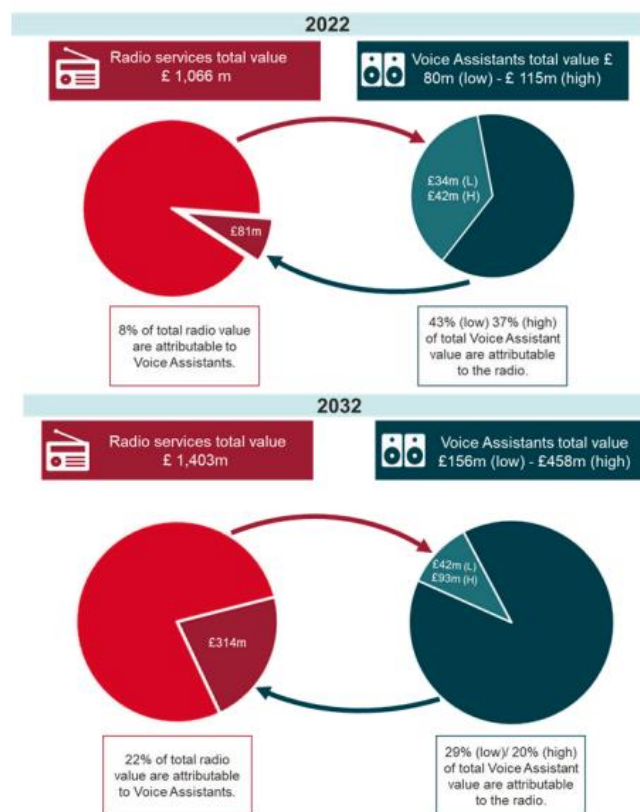 2022
Radio services total value
£ 1,066 m
Voice Assistants total value £
80m (low) - £ 115m (high)
£81m
£34m (L)
£42m (H)
8% of total radio value
are attributable to
Voice Assistants.
43% (low) 37% (high)
of total Voice Assistant
value are attributable
to the radio.
2032
Radio services total value
£ 1,403m
Voice Assistants total value
£156m (low) - £458m (high)
£314m
£42m (L)
£93m (H)
22% of total radio
value are attributable
to Voice Assistants.
29% (low)/ 20% (high)
of total Voice Assistant
value are attributable
to the radio.